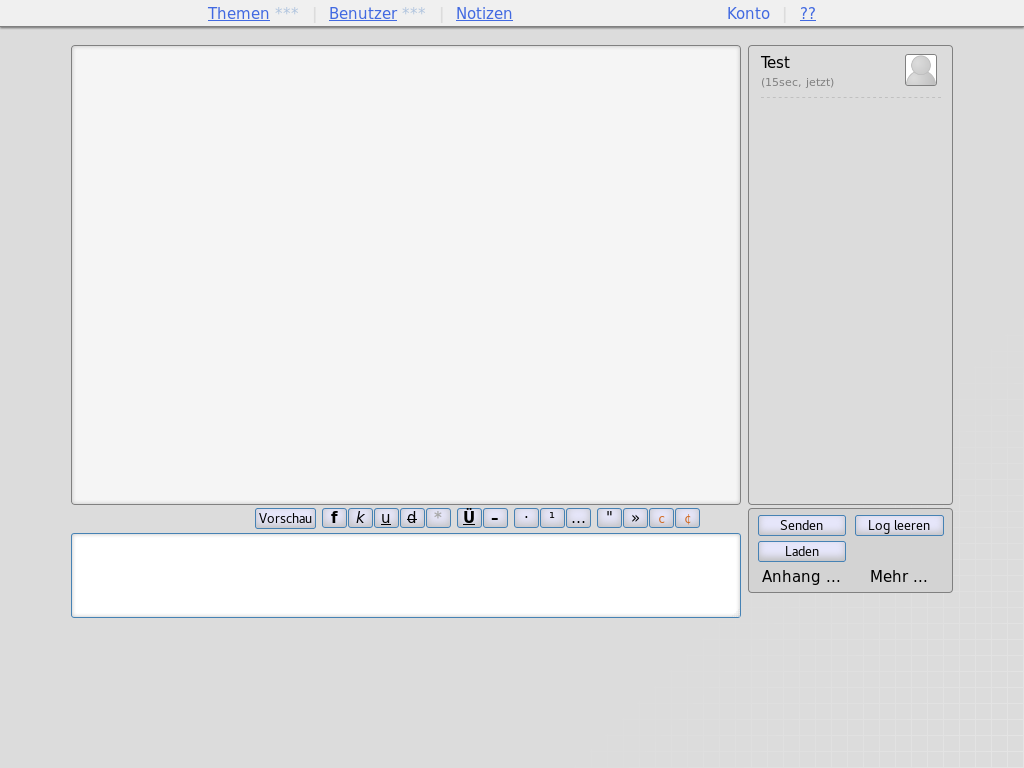 Themen *** | Benutzer *** | Notizen Konto | ??
Test
(15sec, jetzt)
Vorschau f k u d * Ü – · ¹ … " » c ¢
Senden Log leeren
Laden
Anhang … Mehr …